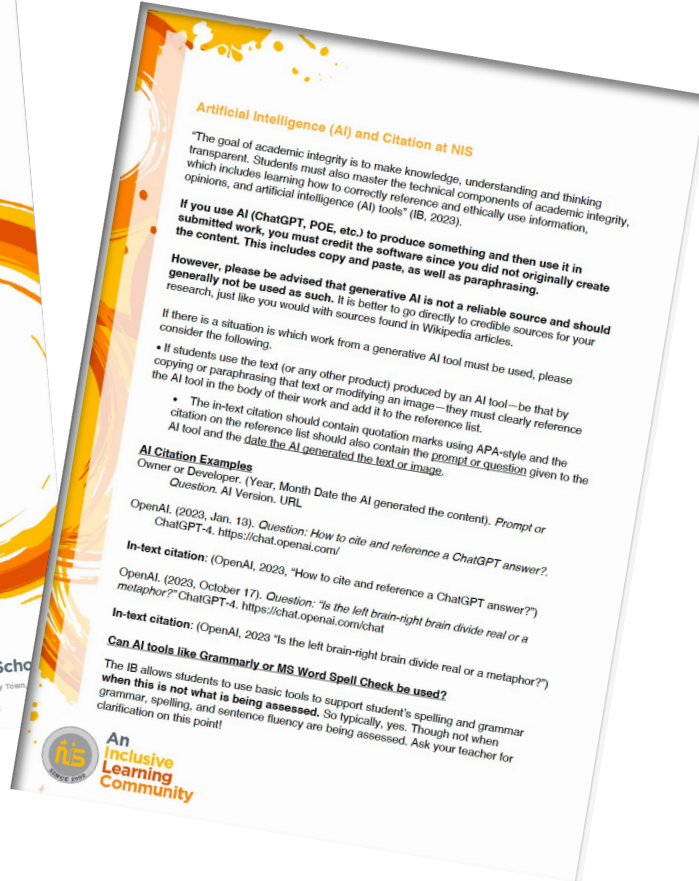 Artificial Intelligence (AI) and Citation at NIS
"The goal of academic integrity is to make knowledge, understanding and thinking
transparent. Students must also master the technical components of academic integrity,
which includes learning how to correctly reference and ethically use information,
opinions, and artificial intelligence (AI) tools" (IB, 2023).
If you use AI (ChatGPT, POE, etc.) to produce something and then use it in
submitted work, you must credit the software since you did not originally create
the content. This includes copy and paste, as well as paraphrasing.
However, please be advised that generative AI is not a reliable source and should
generally not be used as such. It is better to go directly to credible sources for your
research, just like you would with sources found in Wikipedia articles.
If there is a situation is which work from a generative AI tool must be used, please
consider the following.
• If students use the text (or any other product) produced by an AI tool—be that by
copying or paraphrasing that text or modifying an image—they must clearly reference
the AI tool in the body of their work and add it to the reference list.
• The in-text citation should contain quotation marks using APA-style and the
citation on the reference list should also contain the prompt or question given to the
AI tool and the date the AI generated the text or image.
AI Citation Examples
Owner or Developer. (Year, Month Date the AI generated the content). Prompt or
Question. AI Version. URL
OpenAI. (2023, Jan. 13). Question: How to cite and reference a ChatGPT answer?.
ChatGPT-4. https://chat.openai.com/
In-text citation: (OpenAI, 2023, "How to cite and reference a ChatGPT answer?")
OpenAI. (2023, October 17). Question: "Is the left brain-right brain divide real or a
metaphor?" ChatGPT-4. https://chat.openai.com/chat
In-text citation: (OpenAI, 2023 "Is the left brain-right brain divide real or a metaphor?")
Can AI tools like Grammarly or MS Word Spell Check be used?
The IB allows students to use basic tools to support student's spelling and grammar
when this is not what is being assessed. So typically, yes. Though not when
grammar, spelling, and sentence fluency are being assessed. Ask your teacher for
clarification on this point!
nis
SINCE 2002
An
Inclusive
Learning
Community
Scho
y Town,